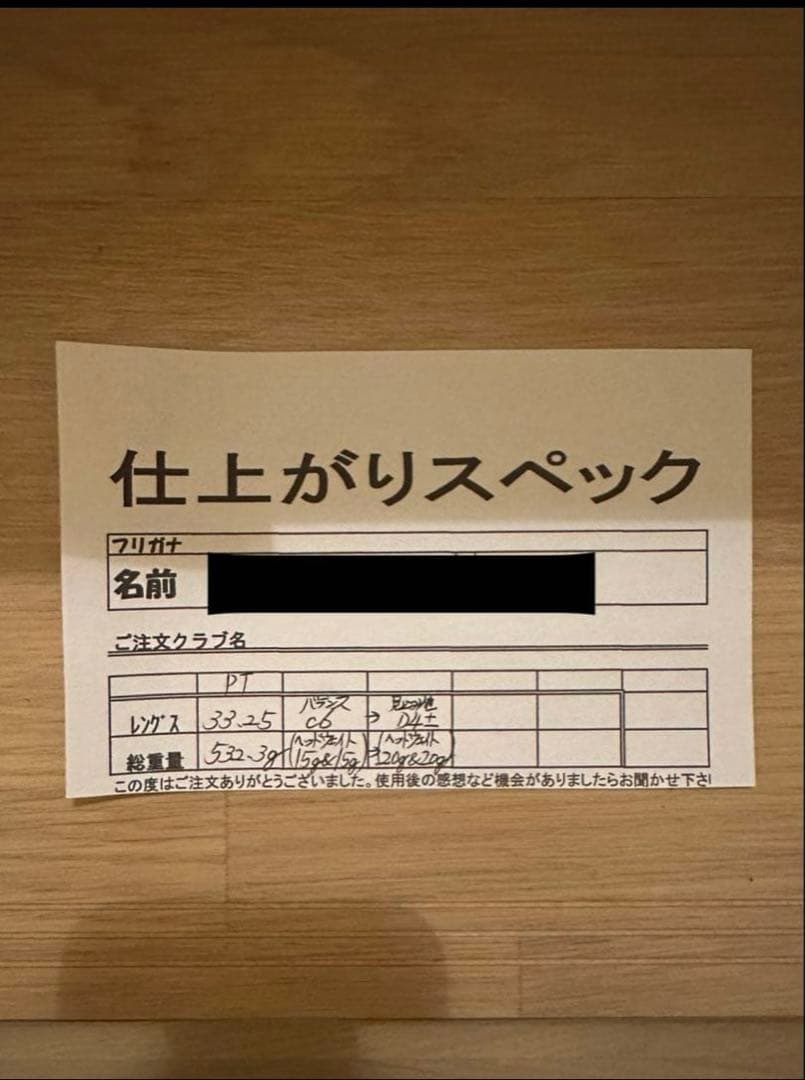 仕上がりスペック
フリガナ
名前
ご注文クラブ名
PT
レングス 33.25 バランス C6 → D4±
総重量 532.3g (ヘッドウェイト 15g&15g) → (ヘッドウェイト 20g&20g)
この度はご注文ありがとうございました。使用後の感想など機会がありましたらお聞かせ下さ